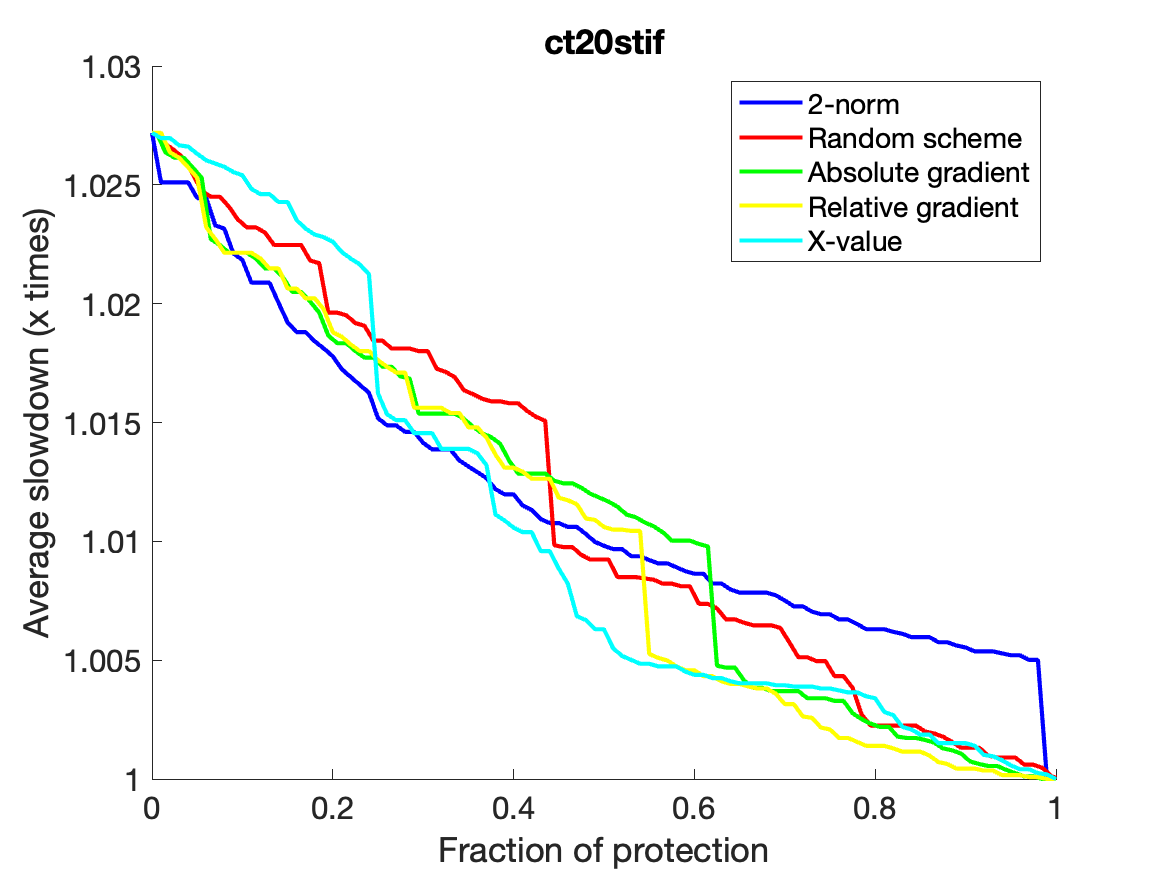 ct20stif
1.03
1.025
1.02
1.015
1.01
1.005
1
0
0.2
0.4
0.6
0.8
1
Average slowdown (x times)
Fraction of protection
2-norm
Random scheme
Absolute gradient
Relative gradient
X-value